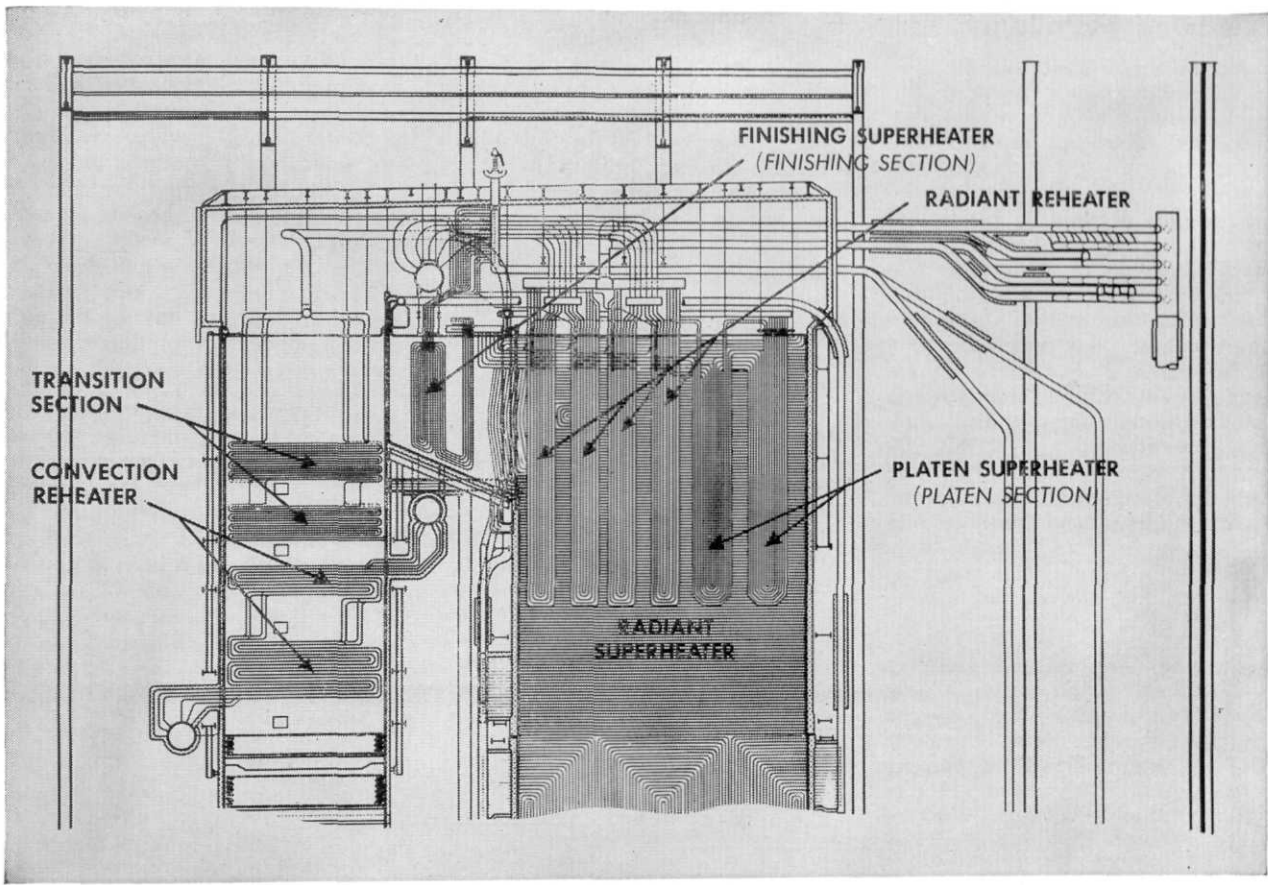 FINISHING SUPERHEATER
(FINISHING SECTION)
RADIANT REHEATER
TRANSITION
SECTION
CONVECTION
REHEATER
PLATEN SUPERHEATER
(PLATEN SECTION)
RADIANT
SUPERHEATER